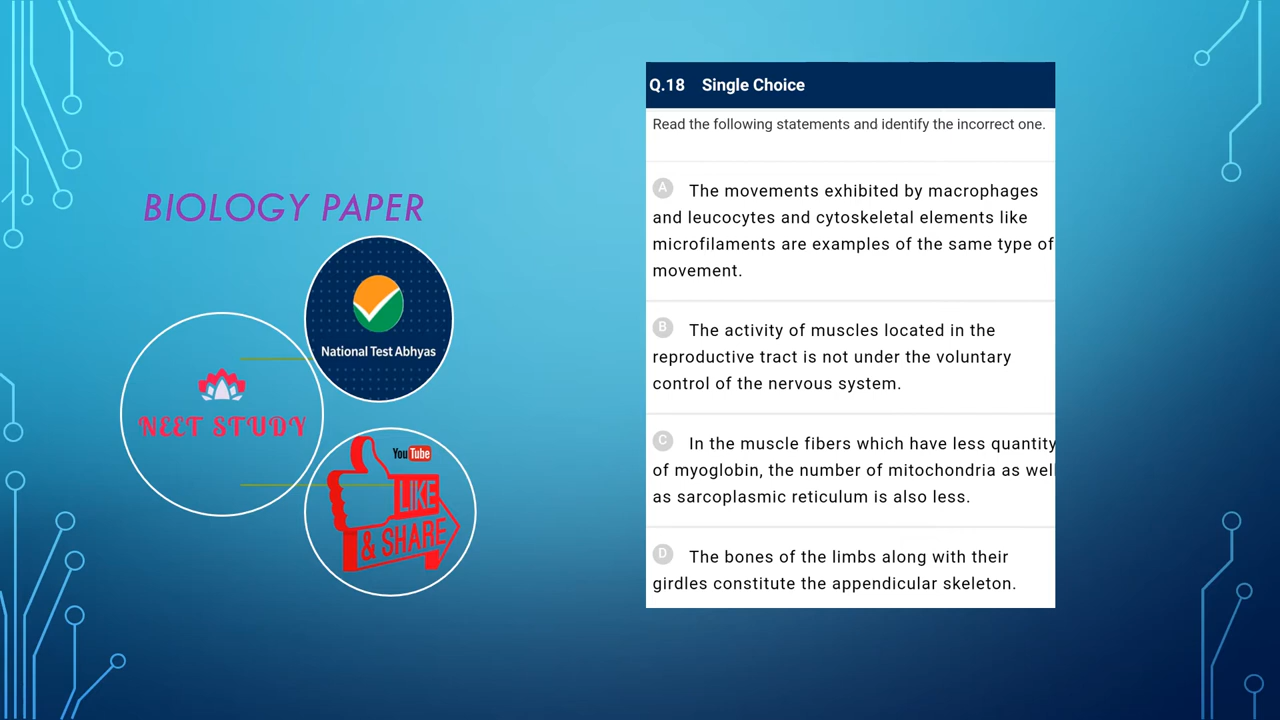 BIOLOGY PAPER
National Test Abhyas
NEET STUDY
YouTube
LIKE
& SHARE
Q.18 Single Choice
Read the following statements and identify the incorrect one.
A The movements exhibited by macrophages
and leucocytes and cytoskeletal elements like
microfilaments are examples of the same type of
movement.
B The activity of muscles located in the
reproductive tract is not under the voluntary
control of the nervous system.
C In the muscle fibers which have less quantity
of myoglobin, the number of mitochondria as well
as sarcoplasmic reticulum is also less.
D The bones of the limbs along with their
girdles constitute the appendicular skeleton.